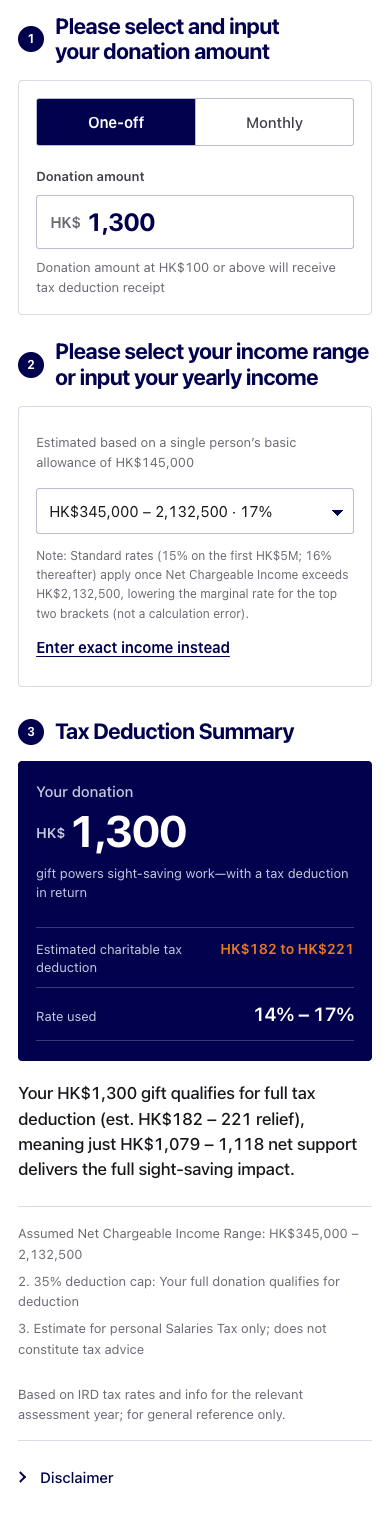 1
Please select and input
your donation amount
One-off
Monthly
Donation amount
HK$ 1,300
Donation amount at HK$100 or above will receive
tax deduction receipt
2
Please select your income range
or input your yearly income
Estimated based on a single person's basic
allowance of HK$145,000
HK$345,000 – 2,132,500 · 17%
Note: Standard rates (15% on the first HK$5M; 16%
thereafter) apply once Net Chargeable Income exceeds
HK$2,132,500, lowering the marginal rate for the top
two brackets (not a calculation error).
Enter exact income instead
3
Tax Deduction Summary
Your donation
HK$ 1,300
gift powers sight-saving work—with a tax deduction
in return
Estimated charitable tax
deduction
HK$182 to HK$221
Rate used
14% – 17%
Your HK$1,300 gift qualifies for full tax
deduction (est. HK$182 – 221 relief),
meaning just HK$1,079 – 1,118 net support
delivers the full sight-saving impact.
Assumed Net Chargeable Income Range: HK$345,000 –
2,132,500
2. 35% deduction cap: Your full donation qualifies for
deduction
3. Estimate for personal Salaries Tax only; does not
constitute tax advice
Based on IRD tax rates and info for the relevant
assessment year; for general reference only.
Disclaimer